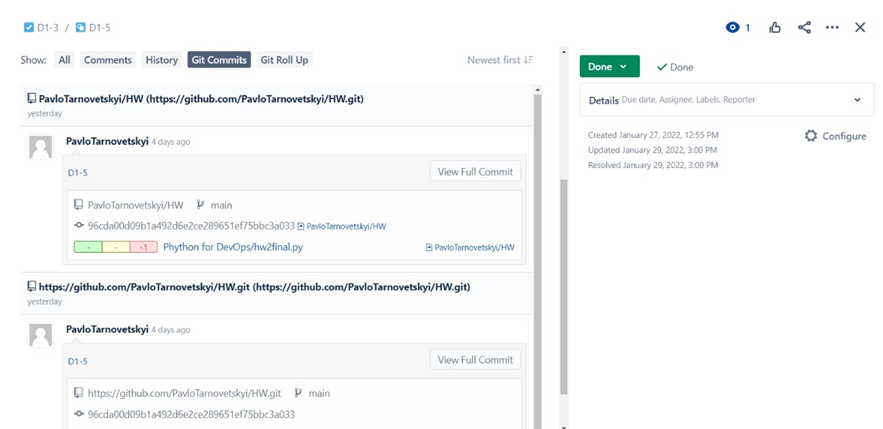 D1-3 / D1-5
1
Show: All Comments History Git Commits Git Roll Up Newest first
PavloTarnovetskyi/HW (https://github.com/PavloTarnovetskyi/HW.git)
yesterday
PavloTarnovetskyi 4 days ago
D1-5 View Full Commit
PavloTarnovetskyi/HW main
96cda00d09b1a492d6e2ce289651ef75bbc3a033 PavloTarnovetskyi/HW
- - -1 Phython for DevOps/hw2final.py PavloTarnovetskyi/HW
https://github.com/PavloTarnovetskyi/HW.git (https://github.com/PavloTarnovetskyi/HW.git)
yesterday
PavloTarnovetskyi 4 days ago
D1-5 View Full Commit
https://github.com/PavloTarnovetskyi/HW.git main
96cda00d09b1a492d6e2ce289651ef75bbc3a033
Done Done
Details Due date, Assignee, Labels, Reporter
Created January 27, 2022, 12:55 PM Configure
Updated January 29, 2022, 3:00 PM
Resolved January 29, 2022, 3:00 PM